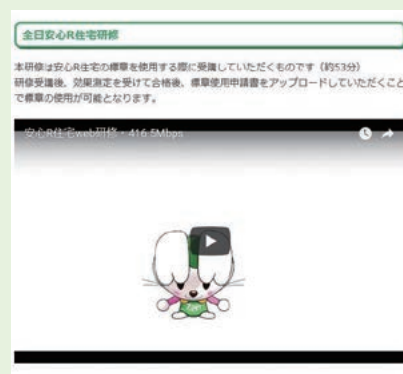 全日安心R住宅研修
本研修は安心R住宅の標章を使用する際に受講していただくものです（約53分）
研修受講後、効果測定を受けて合格後、標章使用申請書をアップロードしていただくこと
で標章の使用が可能となります。
安心R住宅web研修・416.5Mbps